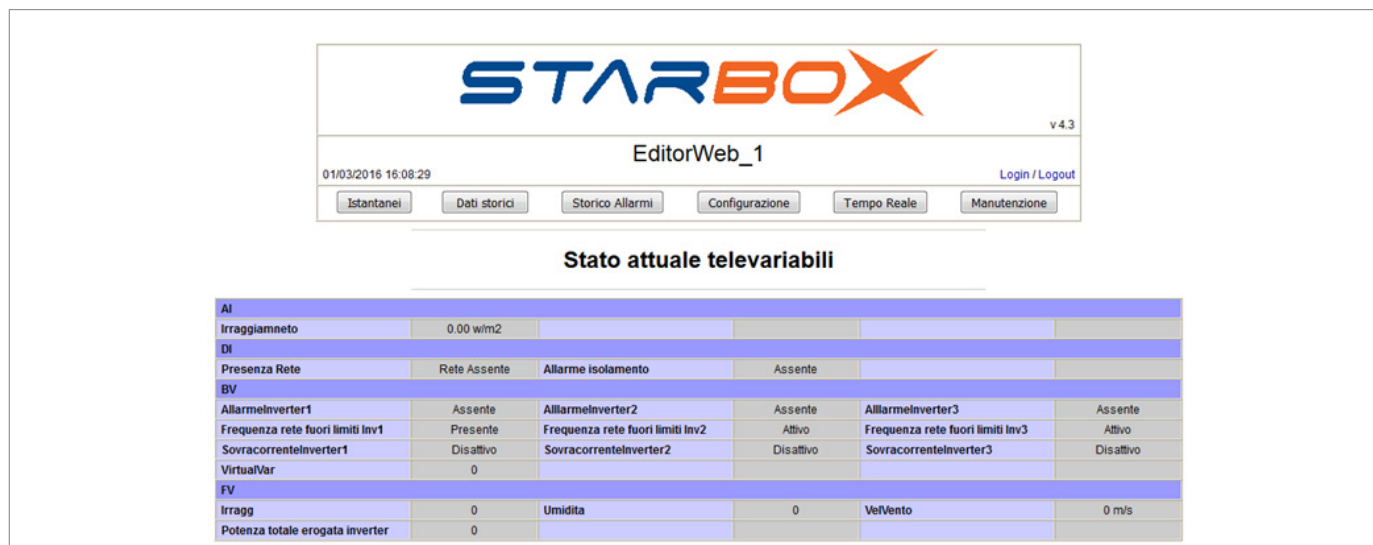 STARBOX
v 4.3
EditorWeb_1
01/03/2016 16:08:29 Login / Logout
Istantanei Dati storici Storico Allarmi Configurazione Tempo Reale Manutenzione
Stato attuale televariabili
AI
Irraggiamneto 0.00 w/m2
DI
Presenza Rete Rete Assente Allarme isolamento Assente
BV
AllarmeInverter1 Assente AlllarmeInverter2 Assente AlllarmeInverter3 Assente
Frequenza rete fuori limiti Inv1 Presente Frequenza rete fuori limiti Inv2 Attivo Frequenza rete fuori limiti Inv3 Attivo
SovracorrenteInverter1 Disattivo SovracorrenteInverter2 Disattivo SovracorrenteInverter3 Disattivo
VirtualVar 0
FV
Irragg 0 Umidita 0 VelVento 0 m/s
Potenza totale erogata inverter 0